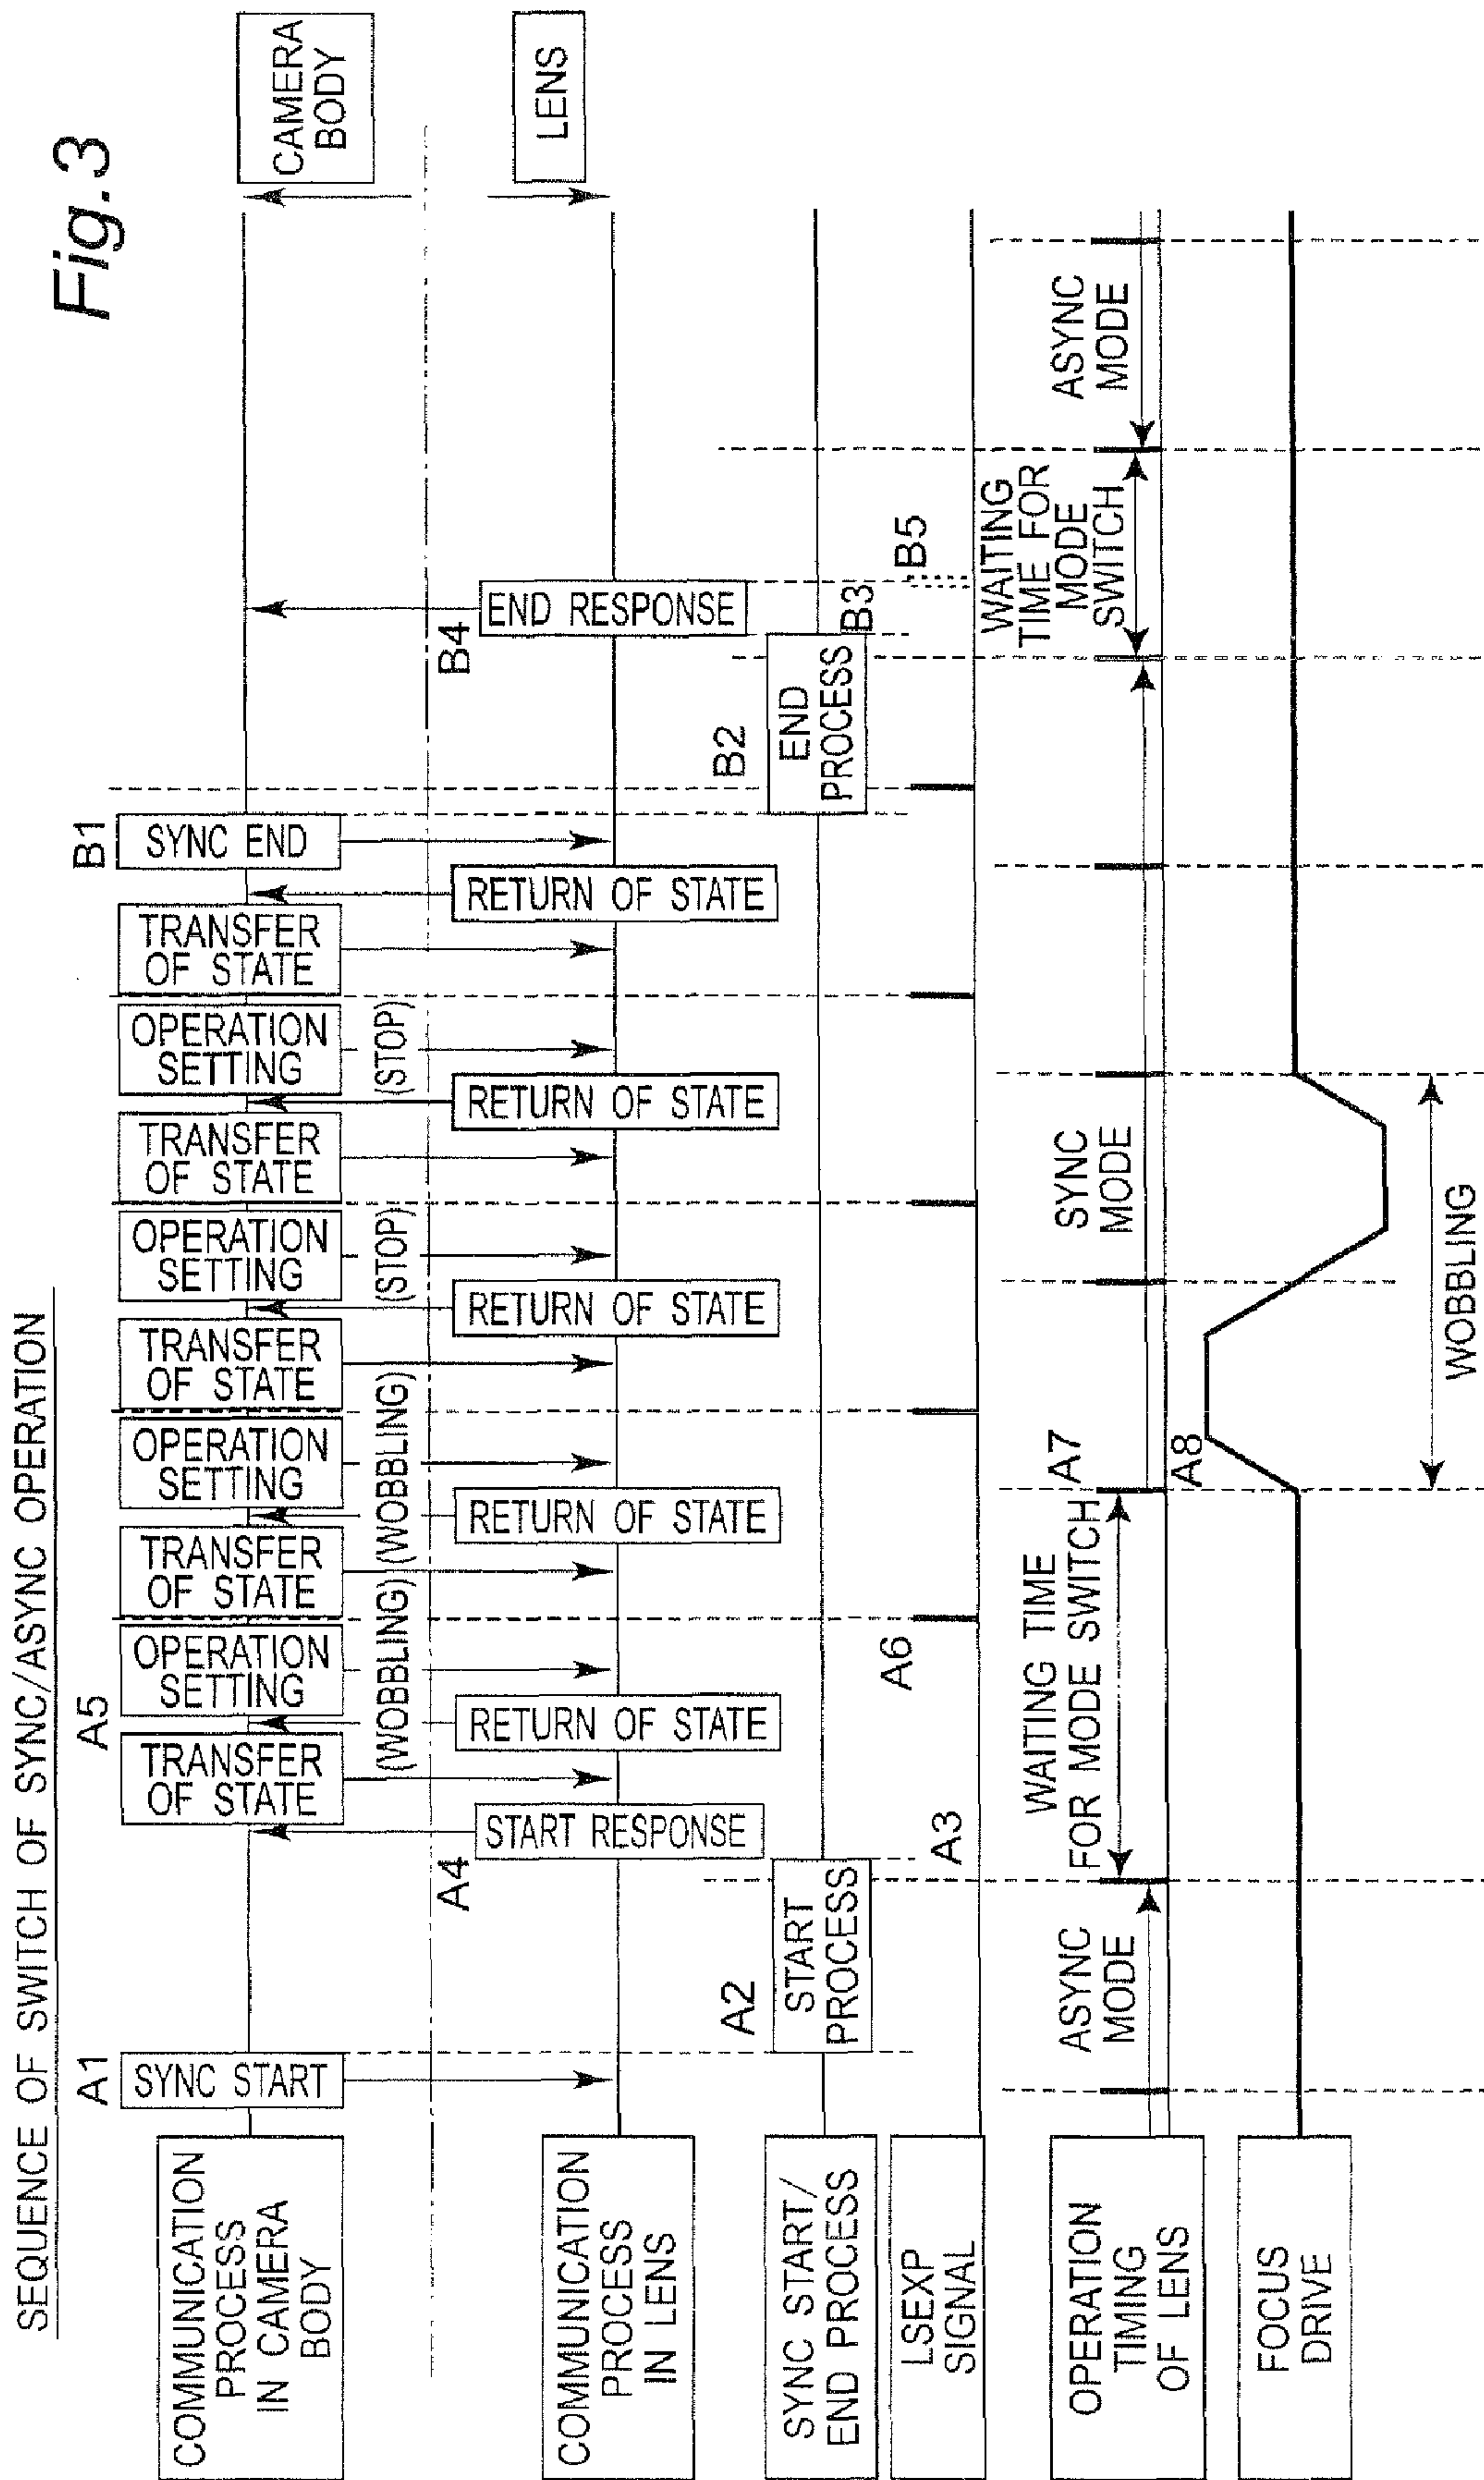 Fig.3
SEQUENCE OF SWITCH OF SYNC/ASYNC OPERATION
CAMERA
BODY
LENS
COMMUNICATION
PROCESS
IN CAMERA
BODY
A1
SYNC START
TRANSFER
OF STATE
A5
OPERATION
SETTING
TRANSFER
OF STATE
OPERATION
SETTING
TRANSFER
OF STATE
OPERATION
SETTING
TRANSFER
OF STATE
OPERATION
SETTING
TRANSFER
OF STATE
B1
SYNC END
(WOBBLING)
(WOBBLING)
(STOP)
(STOP)
COMMUNICATION
PROCESS
IN LENS
A4
START RESPONSE
RETURN OF STATE
RETURN OF STATE
RETURN OF STATE
RETURN OF STATE
RETURN OF STATE
B4
END RESPONSE
SYNC START/
END PROCESS
A2
START
PROCESS
B2
END
PROCESS
B3
LSEXP
SIGNAL
A3
A6
B5
OPERATION
TIMING
OF LENS
ASYNC
MODE
WAITING TIME
FOR MODE SWITCH
A7
SYNC
MODE
WAITING
TIME FOR
MODE
SWITCH
ASYNC
MODE
FOCUS
DRIVE
A8
WOBBLING